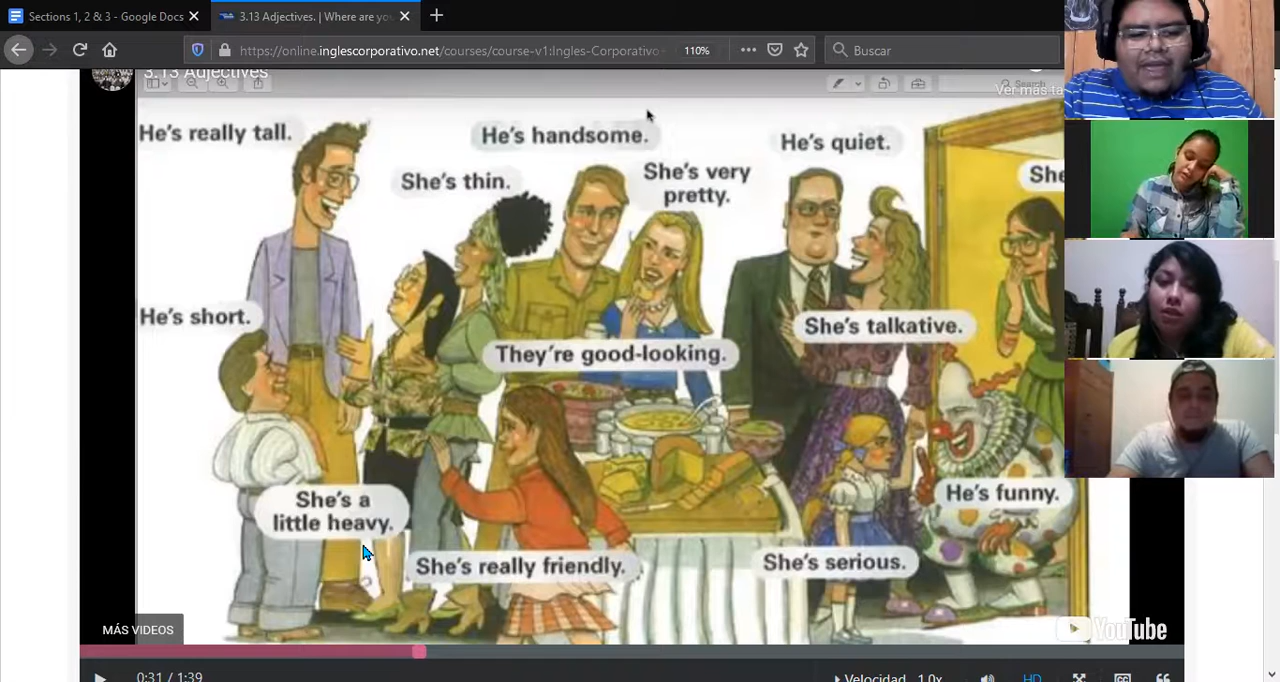 Sections 1, 2 & 3 - Google Docs
3.13 Adjectives. | Where are you
https://online.inglescorporativo.net/courses/course-v1:Ingles-Corporativo
110%
Buscar
3.13 Adjectives
Search
Ver más ta
He's really tall.
He's handsome.
He's quiet.
She's thin.
She's very
pretty.
She
He's short.
She's talkative.
They're good-looking.
She's a
little heavy.
He's funny.
She's really friendly.
She's serious.
MÁS VIDEOS
YouTube
0:31 / 1:39
Velocidad 1.0x
HD
CC